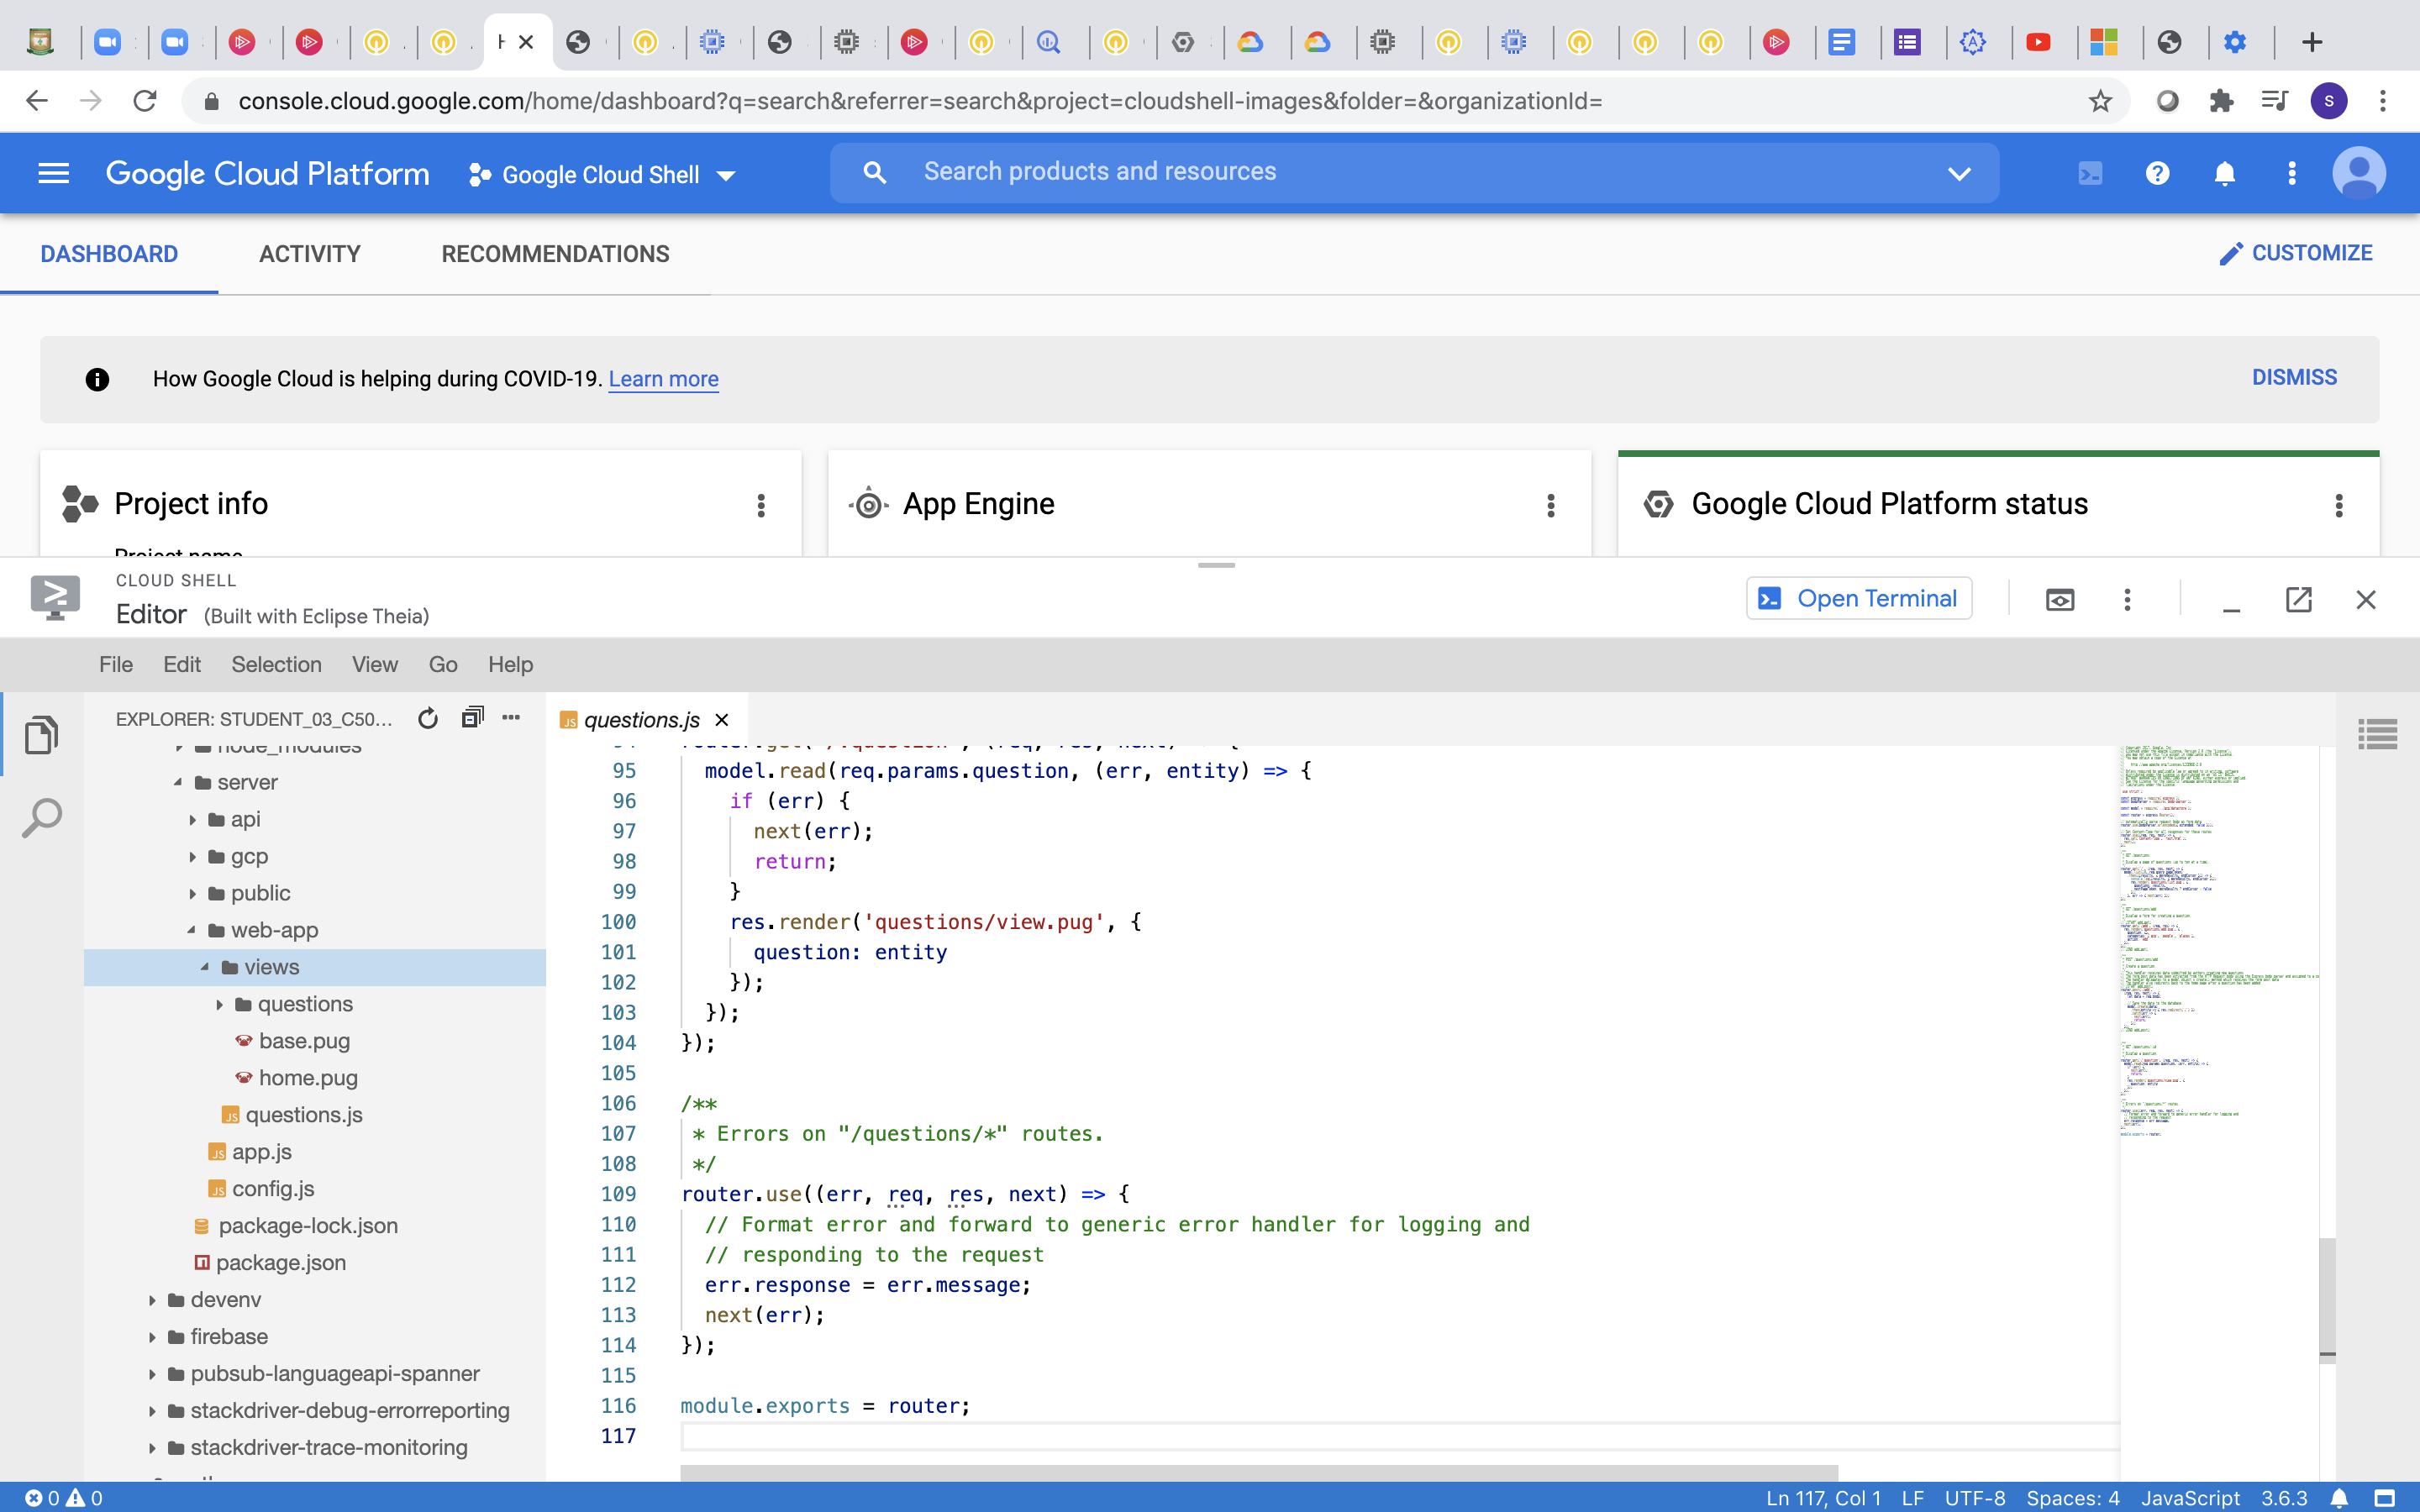 console.cloud.google.com/home/dashboard?q=search&referrer=search&project=cloudshell-images&folder=&organizationId=
S
Google Cloud Platform
Google Cloud Shell
Search products and resources
DASHBOARD
ACTIVITY
RECOMMENDATIONS
CUSTOMIZE
How Google Cloud is helping during COVID-19. Learn more
DISMISS
Project info
App Engine
Google Cloud Platform status
Project name
CLOUD SHELL
Editor (Built with Eclipse Theia)
Open Terminal
File Edit Selection View Go Help
EXPLORER: STUDENT_03_C50...
node_modules
server
api
gcp
public
web-app
views
questions
base.pug
home.pug
questions.js
app.js
config.js
package-lock.json
package.json
devenv
firebase
pubsub-languageapi-spanner
stackdriver-debug-errorreporting
stackdriver-trace-monitoring
JS questions.js
95 model.read(req.params.question, (err, entity) => {
96 if (err) {
97 next(err);
98 return;
99 }
100 res.render('questions/view.pug', {
101 question: entity
102 });
103 });
104 });
105
106 /**
107 * Errors on "/questions/*" routes.
108 */
109 router.use((err, req, res, next) => {
110 // Format error and forward to generic error handler for logging and
111 // responding to the request
112 err.response = err.message;
113 next(err);
114 });
115
116 module.exports = router;
117
0 0
Ln 117, Col 1 LF UTF-8 Spaces: 4 JavaScript 3.6.3